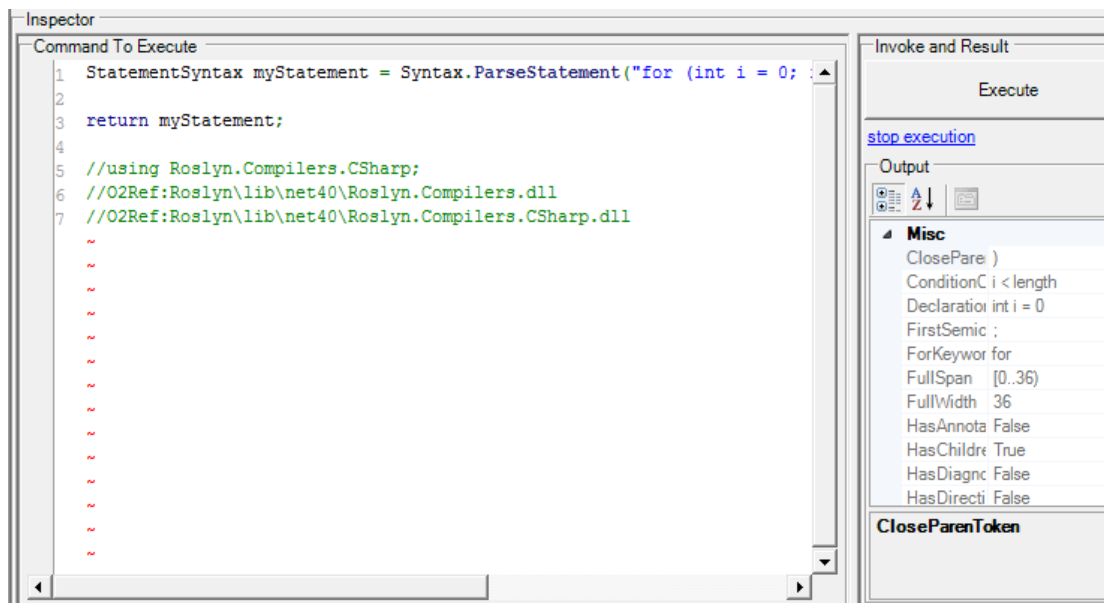 Inspector
Command To Execute
1 StatementSyntax myStatement = Syntax.ParseStatement("for (int i = 0;
2
3 return myStatement;
4
5 //using Roslyn.Compilers.CSharp;
6 //O2Ref:Roslyn\lib\net40\Roslyn.Compilers.dll
7 //O2Ref:Roslyn\lib\net40\Roslyn.Compilers.CSharp.dll
~
~
~
~
~
~
~
~
~
~
~
~
~
~
Invoke and Result
Execute
stop execution
Output
Misc
ClosePare )
ConditionC i < length
Declaration int i = 0
FirstSemic ;
ForKeywor for
FullSpan [0..36)
FullWidth 36
HasAnnota False
HasChildre True
HasDiagnc False
HasDirecti False
CloseParenToken